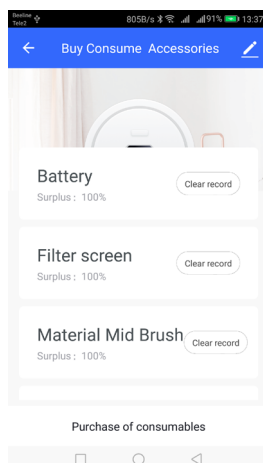 Beeline
Tele2
805B/s 91% 13:37
Buy Consume Accessories
Battery
Surplus: 100%
Clear record
Filter screen
Surplus: 100%
Clear record
Material Mid Brush
Surplus: 100%
Clear record
Purchase of consumables